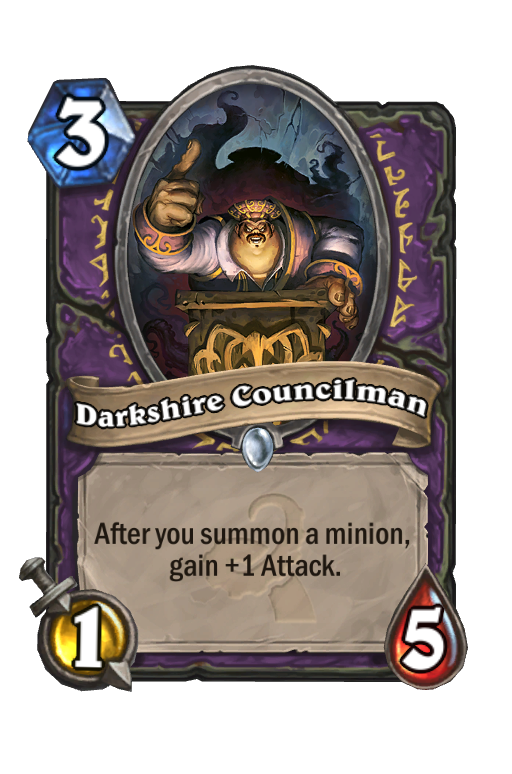 3
Darkshire Councilman
After you summon a minion,
gain +1 Attack.
1
5